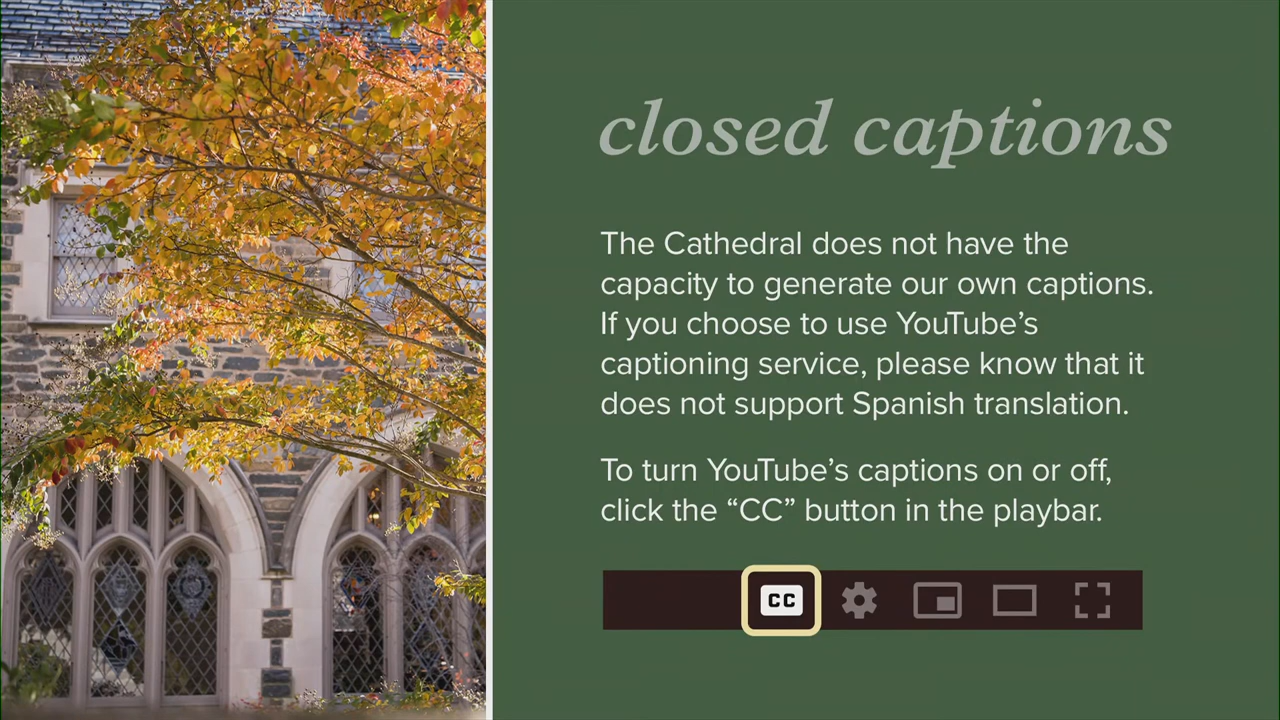 closed captions
The Cathedral does not have the
capacity to generate our own captions.
If you choose to use YouTube’s
captioning service, please know that it
does not support Spanish translation.
To turn YouTube’s captions on or off,
click the “CC” button in the playbar.
CC